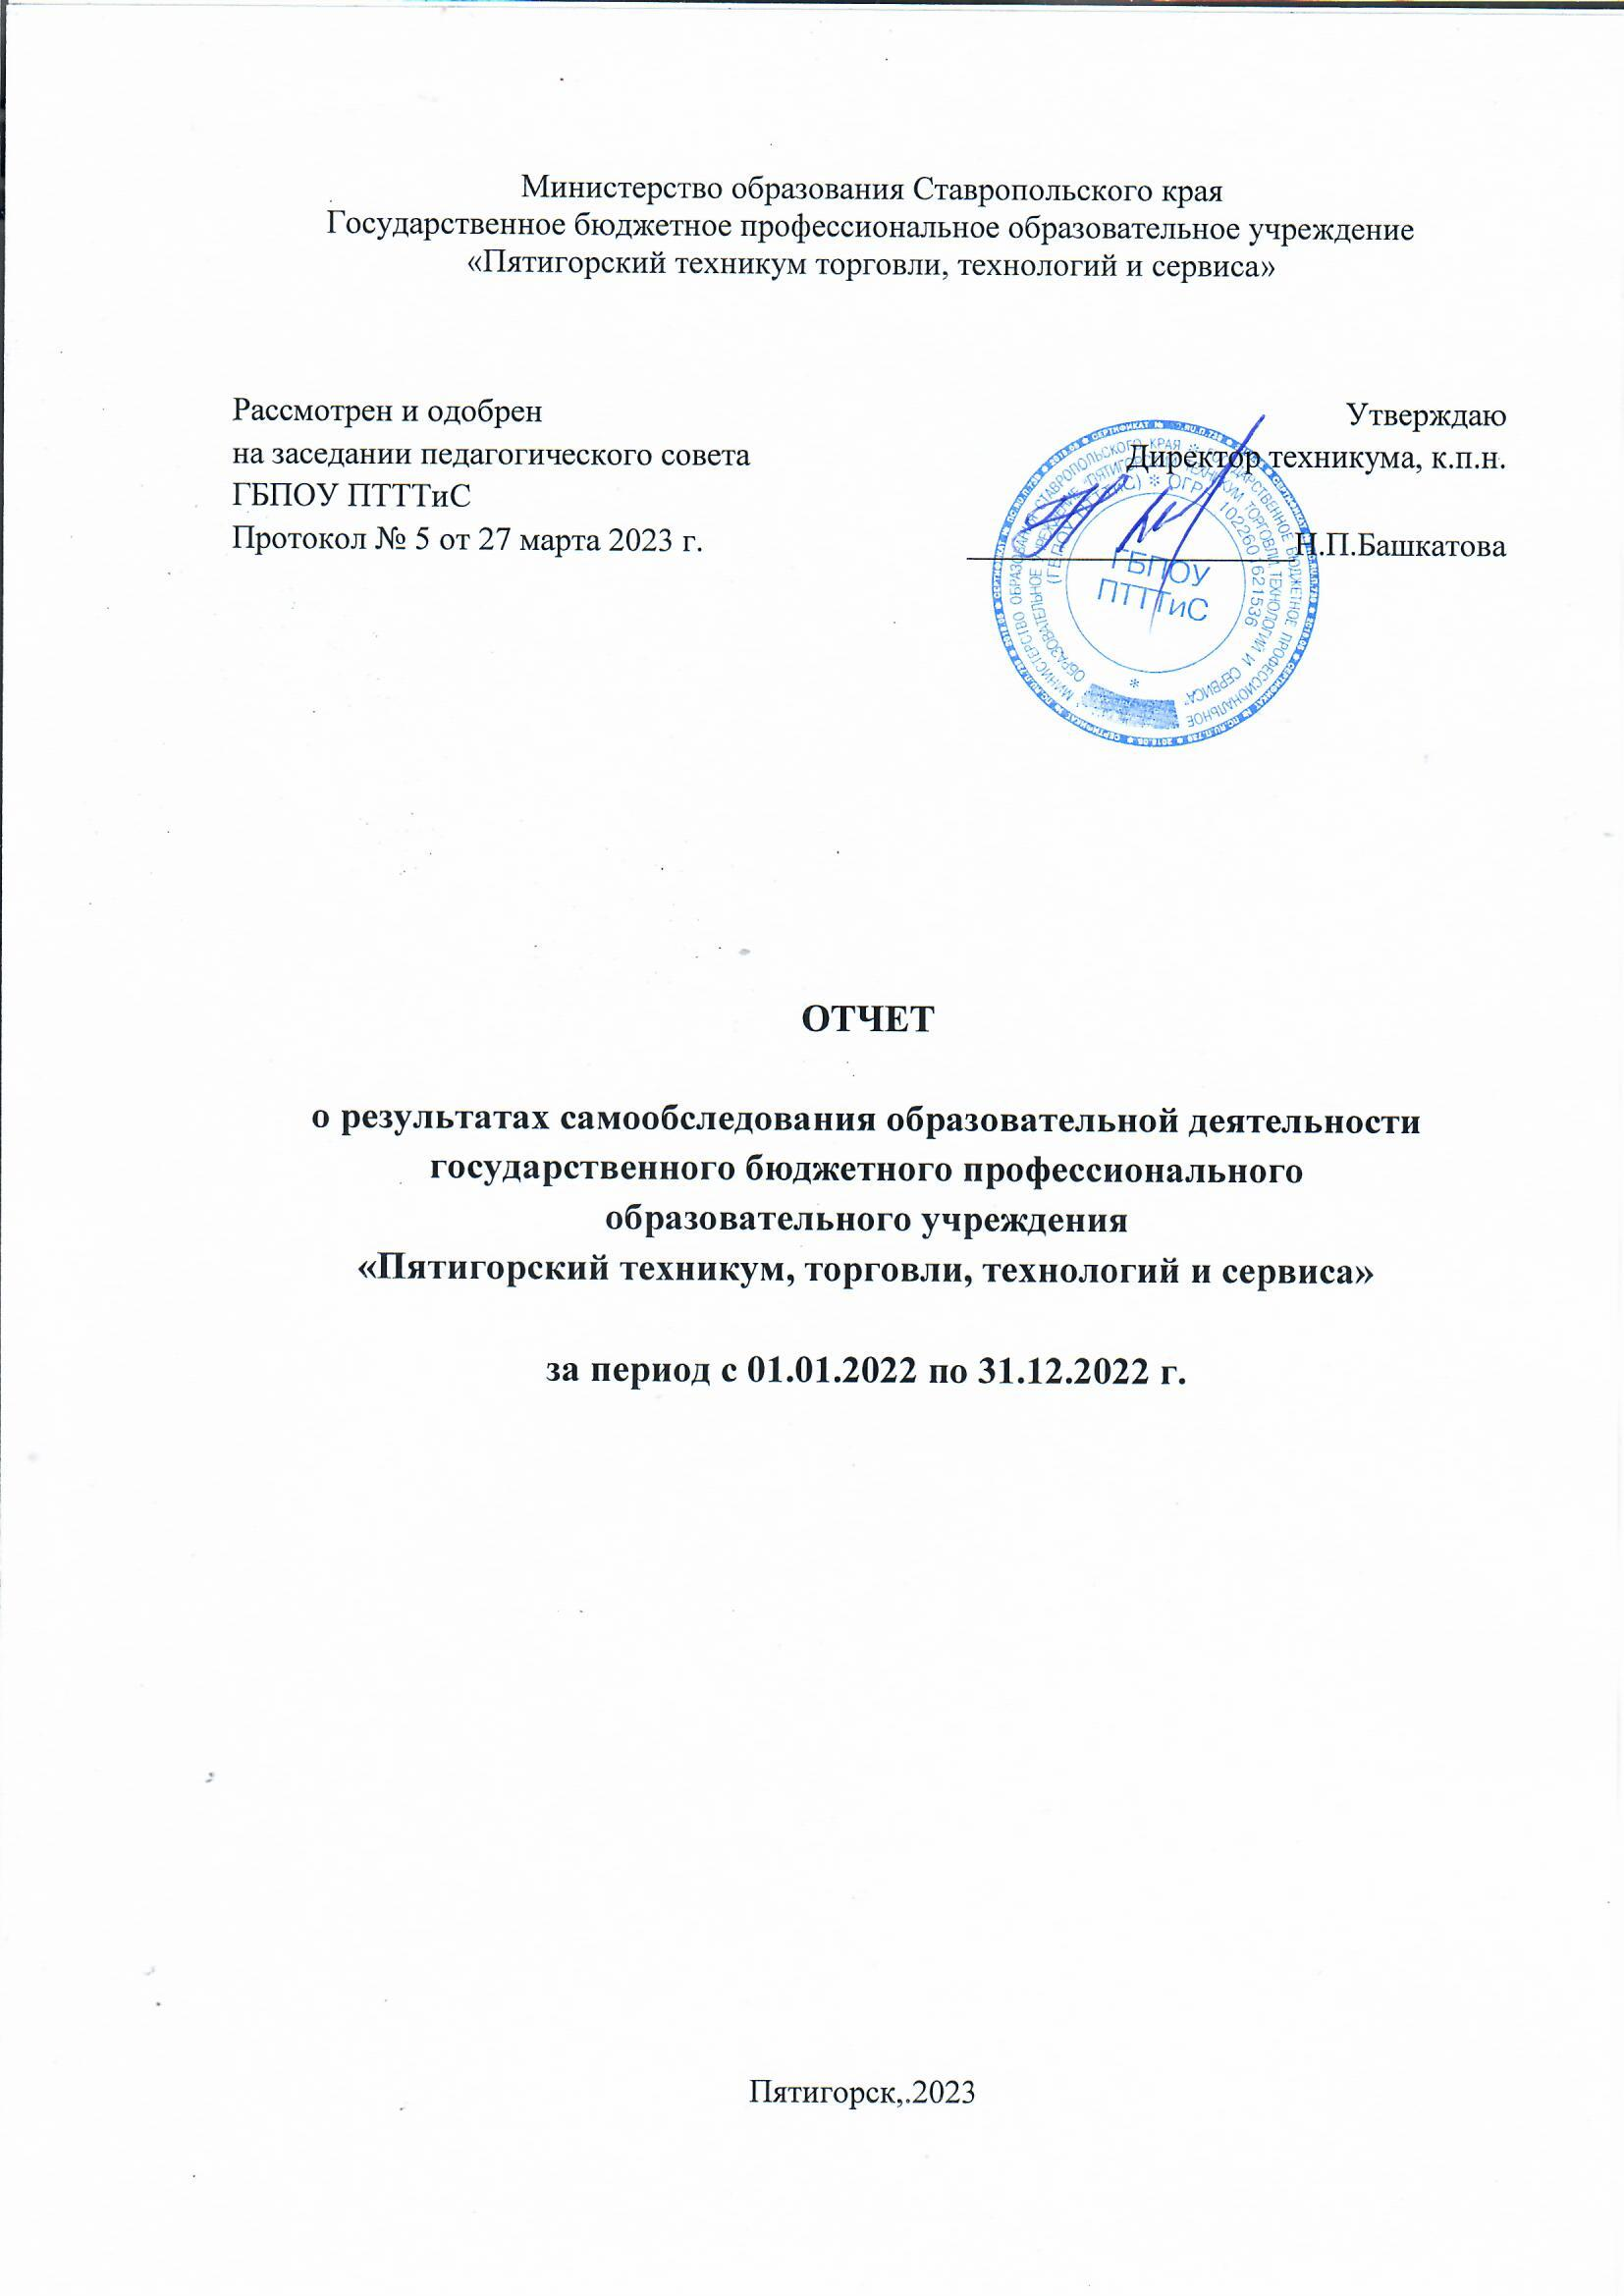 Министерство образования Ставропольского края
Государственное бюджетное профессиональное образовательное учреждение
«Пятигорский техникум торговли, технологий и сервиса»
Рассмотрен и одобрен
на заседании педагогического совета
ГБПОУ ПТТТиС
Протокол № 5 от 27 марта 2023 г.
Утверждаю
Директор техникума, к.п.н.
Н.П.Башкатова
ГБПОУ
ПТТТиС
ОТЧЕТ
о результатах самообследования образовательной деятельности
государственного бюджетного профессионального
образовательного учреждения
«Пятигорский техникум, торговли, технологий и сервиса»
за период с 01.01.2022 по 31.12.2022 г.
Пятигорск,.2023